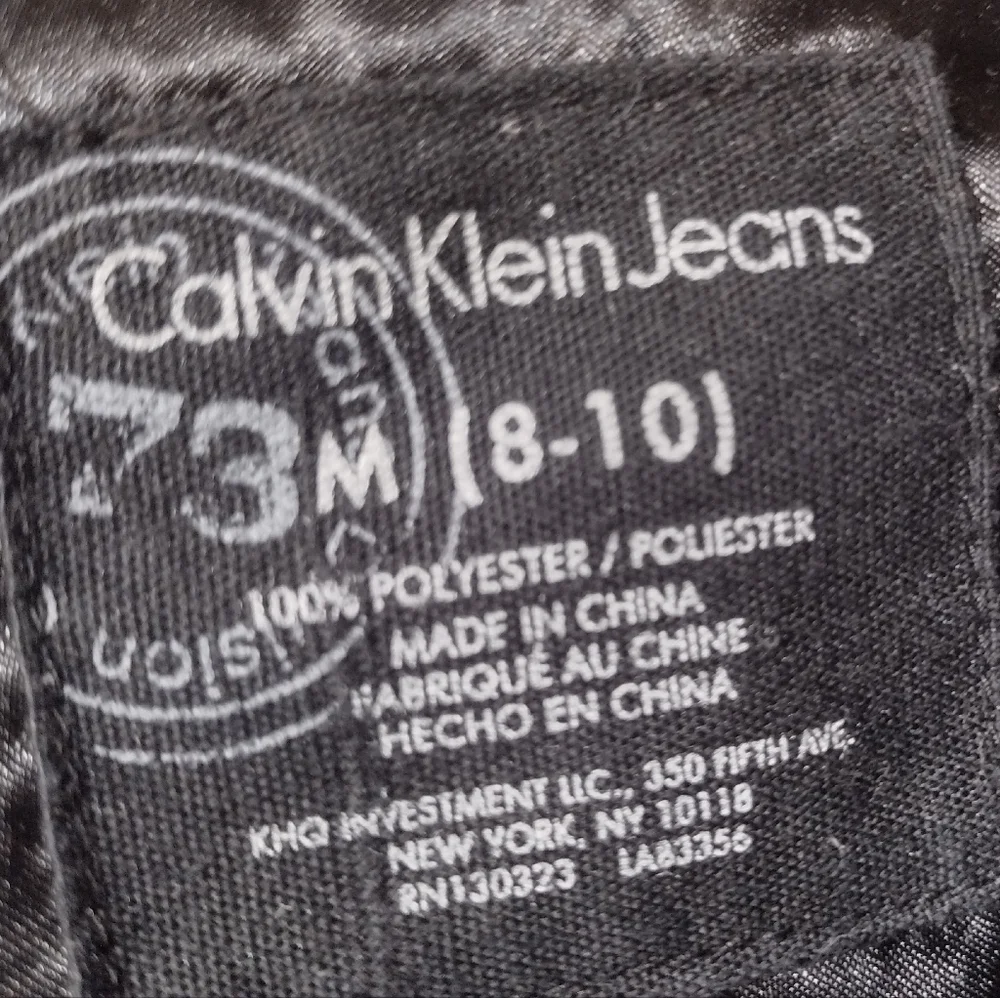 Calvin Klein Jeans
73
M (8-10)
100% POLYESTER / POLIESTER
MADE IN CHINA
FABRIQUÉ AU CHINE
HECHO EN CHINA
KHQ INVESTMENT LLC., 350 FIFTH AVE.
NEW YORK, NY 10118
RN130323 LAB3356